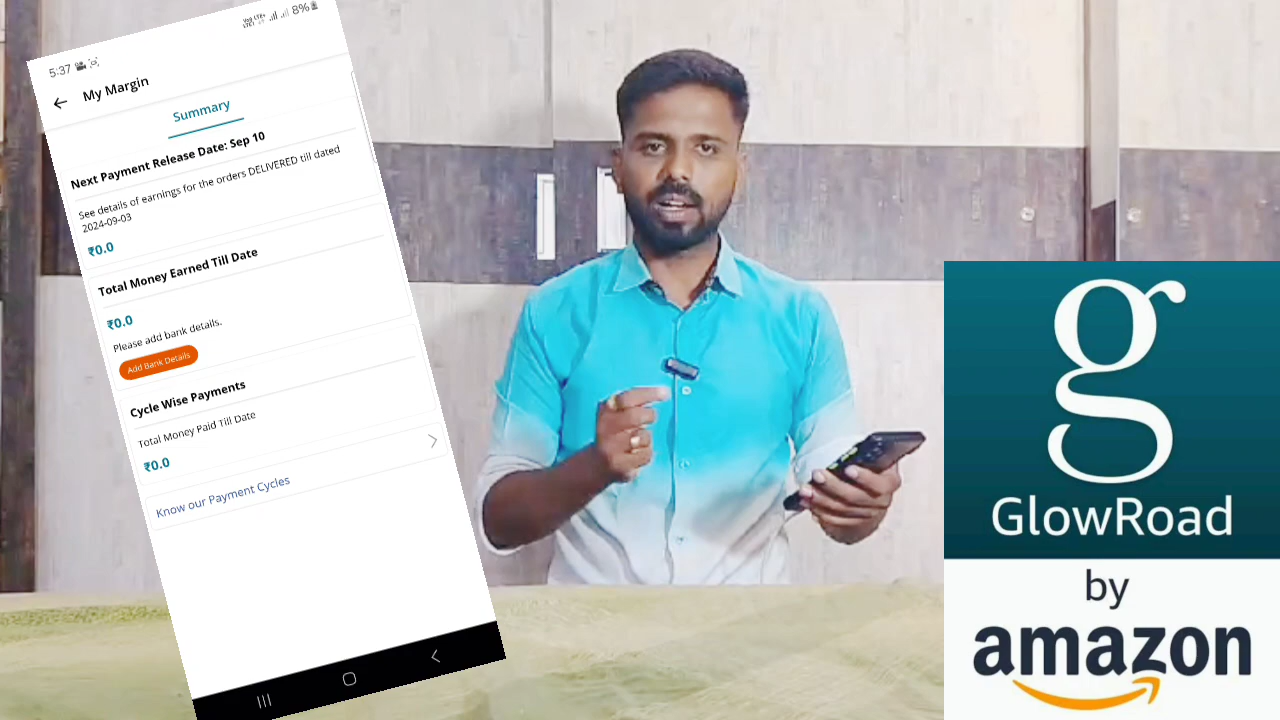 5:37
8%
My Margin
Summary
Next Payment Release Date: Sep 10
See details of earnings for the orders DELIVERED till dated
2024-09-03
₹0.0
Total Money Earned Till Date
₹0.0
Please add bank details.
Add Bank Details
Cycle Wise Payments
Total Money Paid Till Date
₹0.0
Know our Payment Cycles
g
GlowRoad
by
amazon